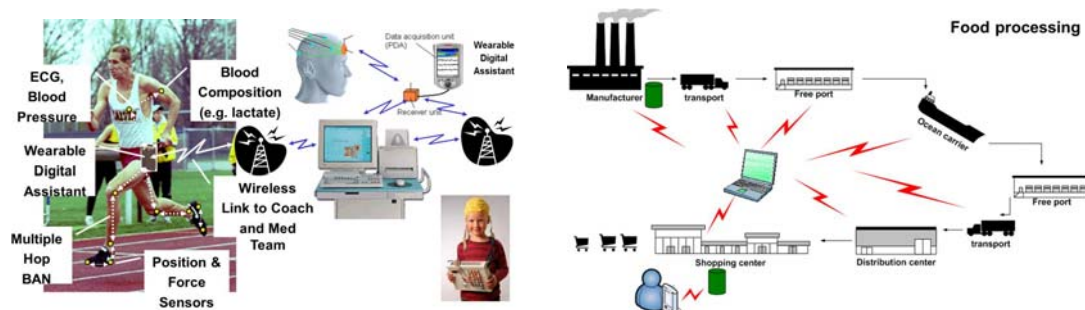 ECG,
Blood
Pressure
Blood
Composition
(e.g. lactate)
Wearable
Digital
Assistant
Multiple
Hop
BAN
Position &
Force
Sensors
Wireless
Link to Coach
and Med
Team
Data acquisition
unit
(PDA)
Wearable
Digital
Assistant
Receiver unit
Food processing
Manufacturer
transport
Free port
Ocean carrier
Free port
transport
Distribution center
Shopping center